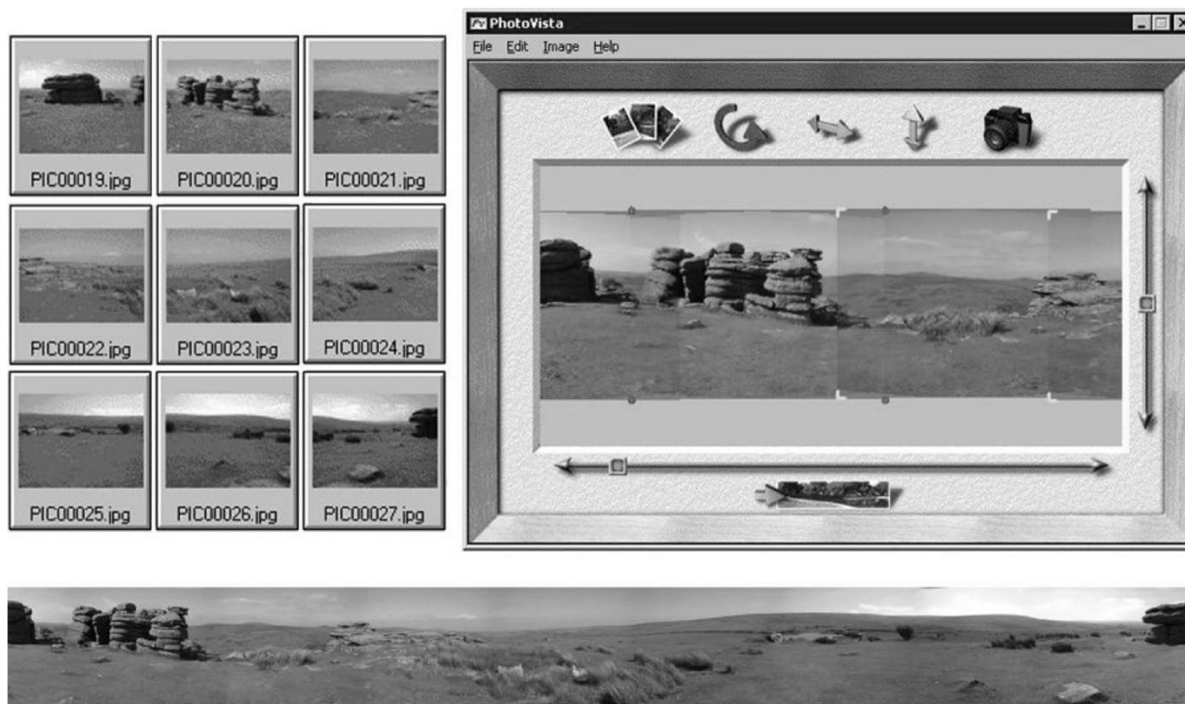 PIC00019.jpg PIC00020.jpg PIC00021.jpg
PIC00022.jpg PIC00023.jpg PIC00024.jpg
PIC00025.jpg PIC00026.jpg PIC00027.jpg
PhotoVista
File Edit Image Help